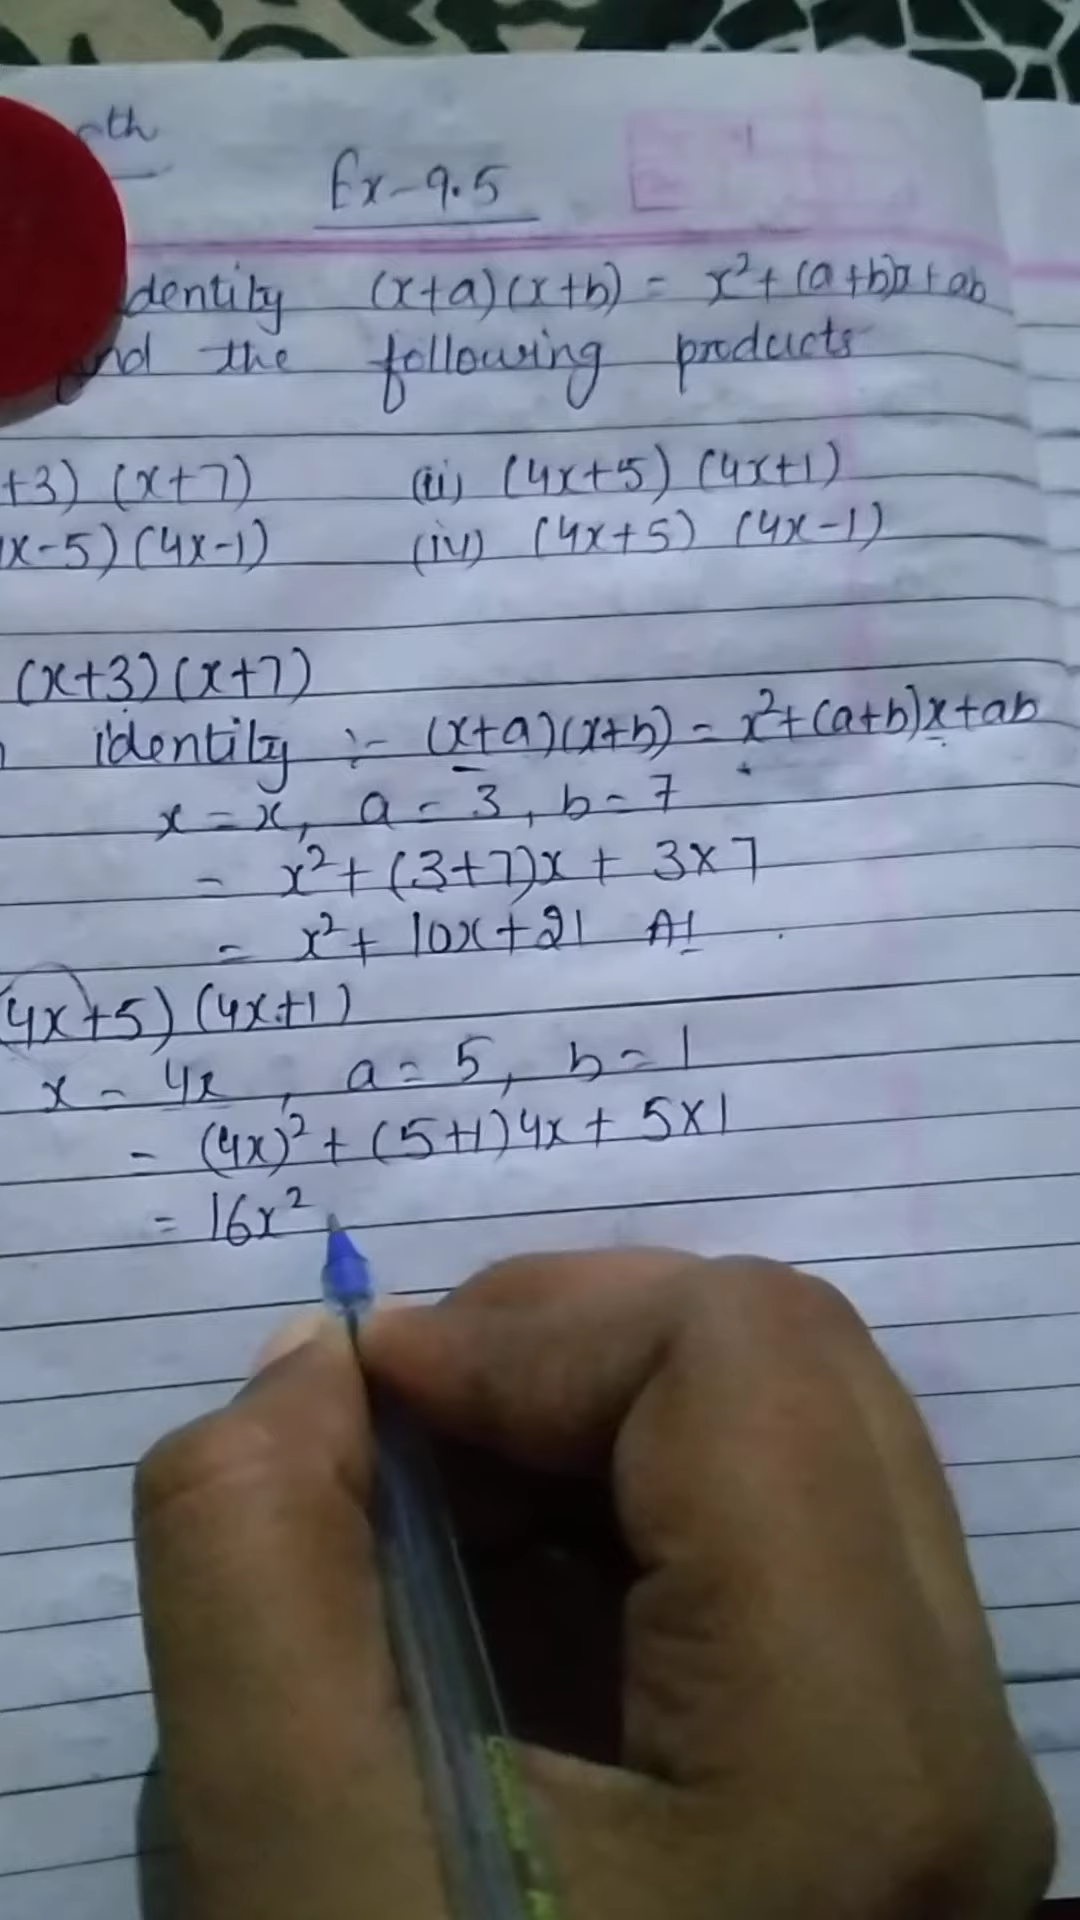 Ex-9.5
dentity (x+a)(x+b) = x²+(a+b)x+ab
nd the following products
+3) (x+7) (ii) (4x+5) (4x+1)
x-5) (4x-1) (iv) (4x+5) (4x-1)
(x+3) (x+7)
identity :- (x+a)(x+b) = x²+(a+b)x+ab
x = x, a = 3, b = 7
= x²+ (3+7)x + 3×7
= x²+ 10x+21
4x+5) (4x+1)
x = 4x, a = 5, b = 1
= (4x)² + (5+1)4x + 5×1
= 16x²